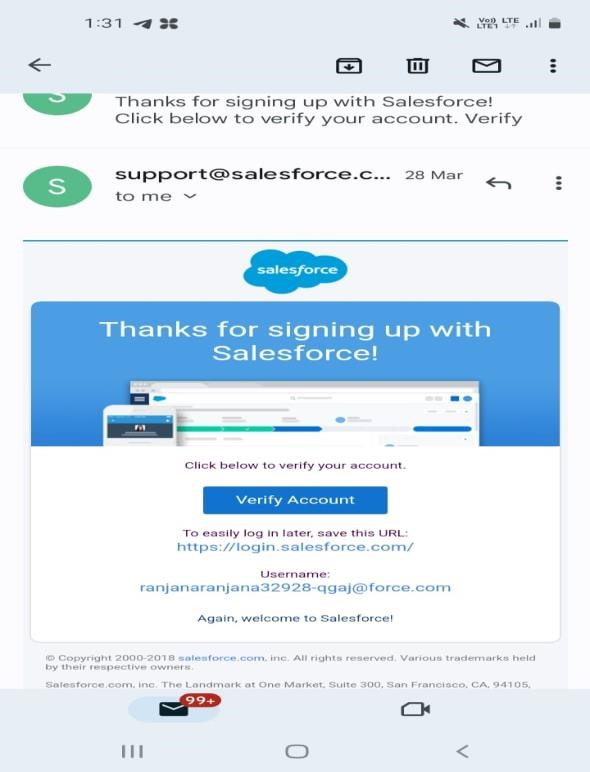 1:31
Vo)) LTE
LTE1
S
Thanks for signing up with Salesforce!
Click below to verify your account. Verify
S
support@salesforce.c... 28 Mar
to me
salesforce
Thanks for signing up with
Salesforce!
Click below to verify your account.
Verify Account
To easily log in later, save this URL:
https://login.salesforce.com/
Username:
ranjanaranjana32928-qgaj@force.com
Again, welcome to Salesforce!
© Copyright 2000-2018 salesforce.com, inc. All rights reserved. Various trademarks held
by their respective owners.
Salesforce.com, inc. The Landmark at One Market, Suite 300, San Francisco, CA, 94105,
99+